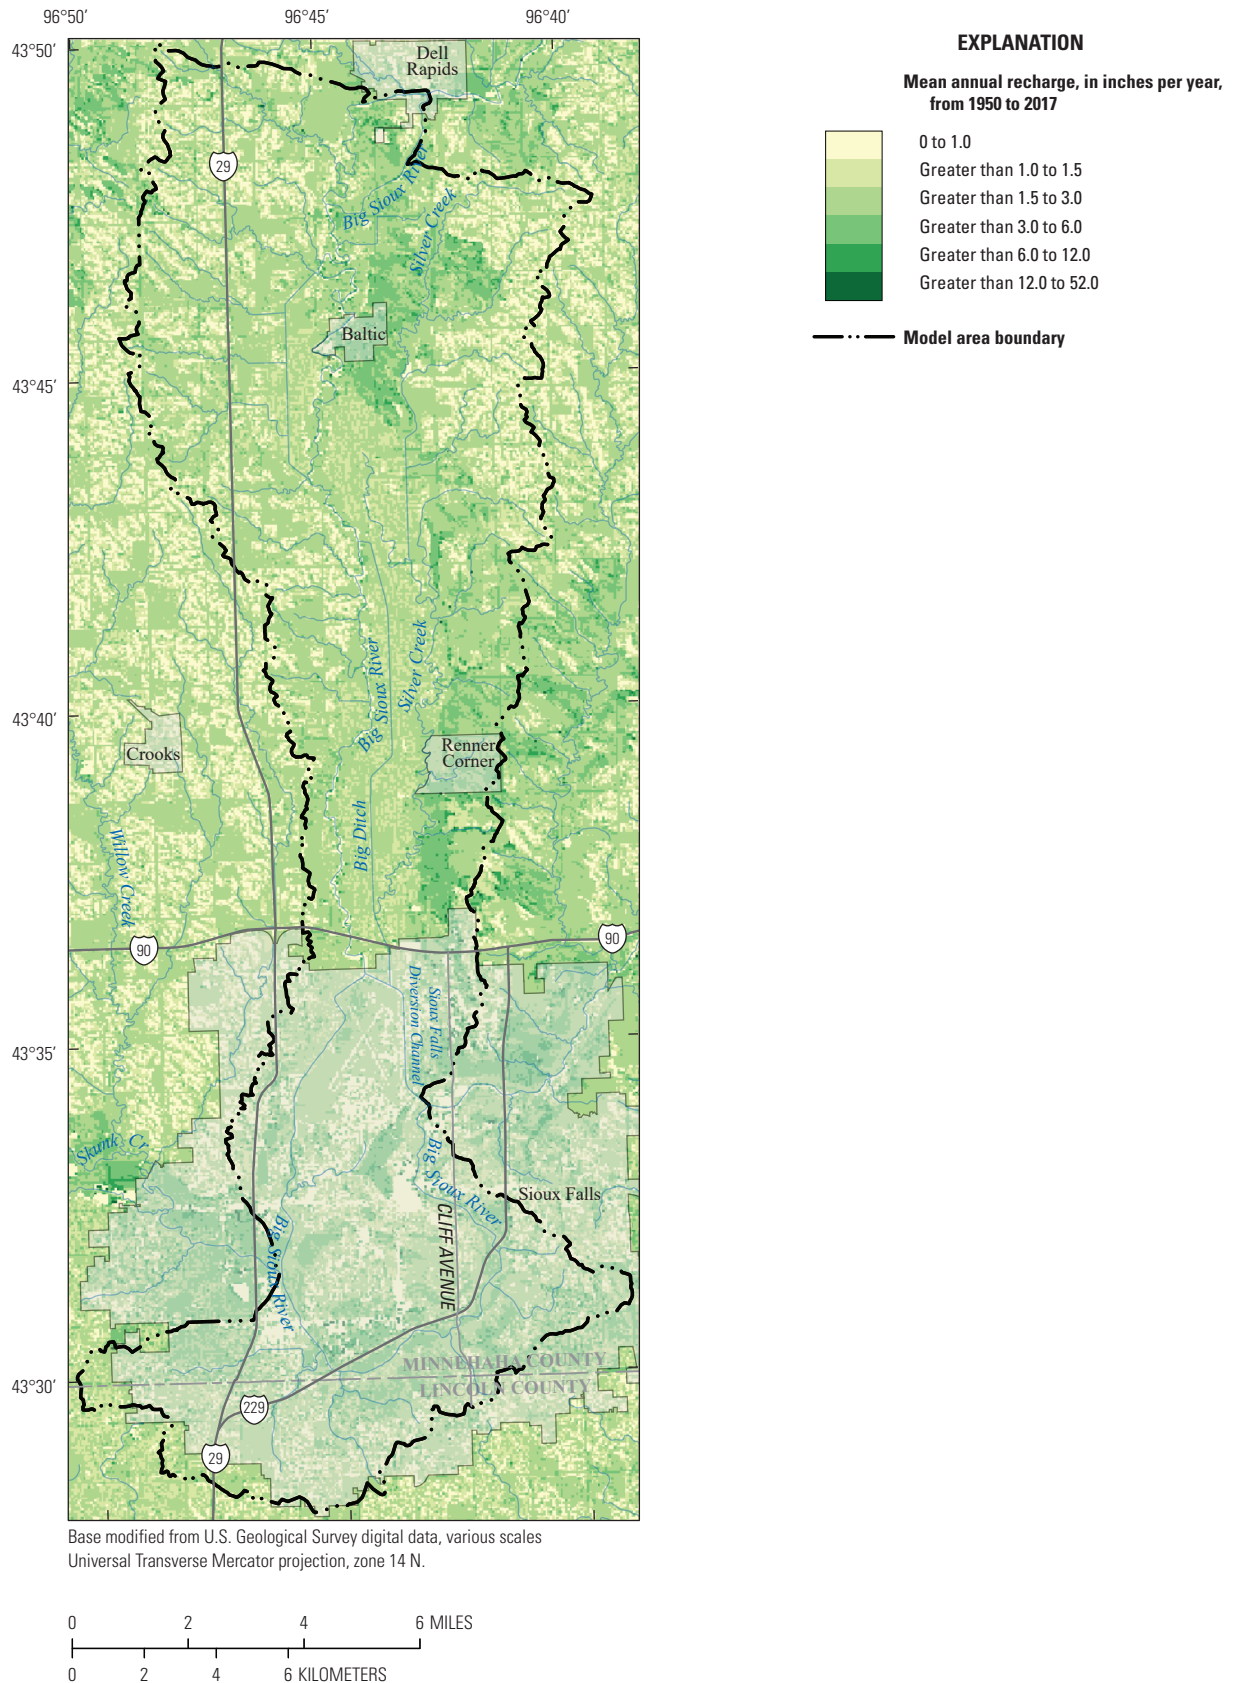 96°50′
96°45′
96°40′
43°50′
Dell
Rapids
29
Big Sioux River
Silver Creek
Baltic
43°45′
Big Sioux River
Silver Creek
43°40′
Crooks
Renner
Corner
Big Ditch
Willow Creek
90
90
Sioux Falls
Diversion Channel
43°35′
Skunk Cr
Big Sioux River
Sioux Falls
CLIFF AVENUE
Big Sioux River
MINNEHAHA COUNTY
LINCOLN COUNTY
43°30′
229
29
EXPLANATION
Mean annual recharge, in inches per year,
from 1950 to 2017
0 to 1.0
Greater than 1.0 to 1.5
Greater than 1.5 to 3.0
Greater than 3.0 to 6.0
Greater than 6.0 to 12.0
Greater than 12.0 to 52.0
Model area boundary
Base modified from U.S. Geological Survey digital data, various scales
Universal Transverse Mercator projection, zone 14 N.
0 2 4 6 MILES
0 2 4 6 KILOMETERS